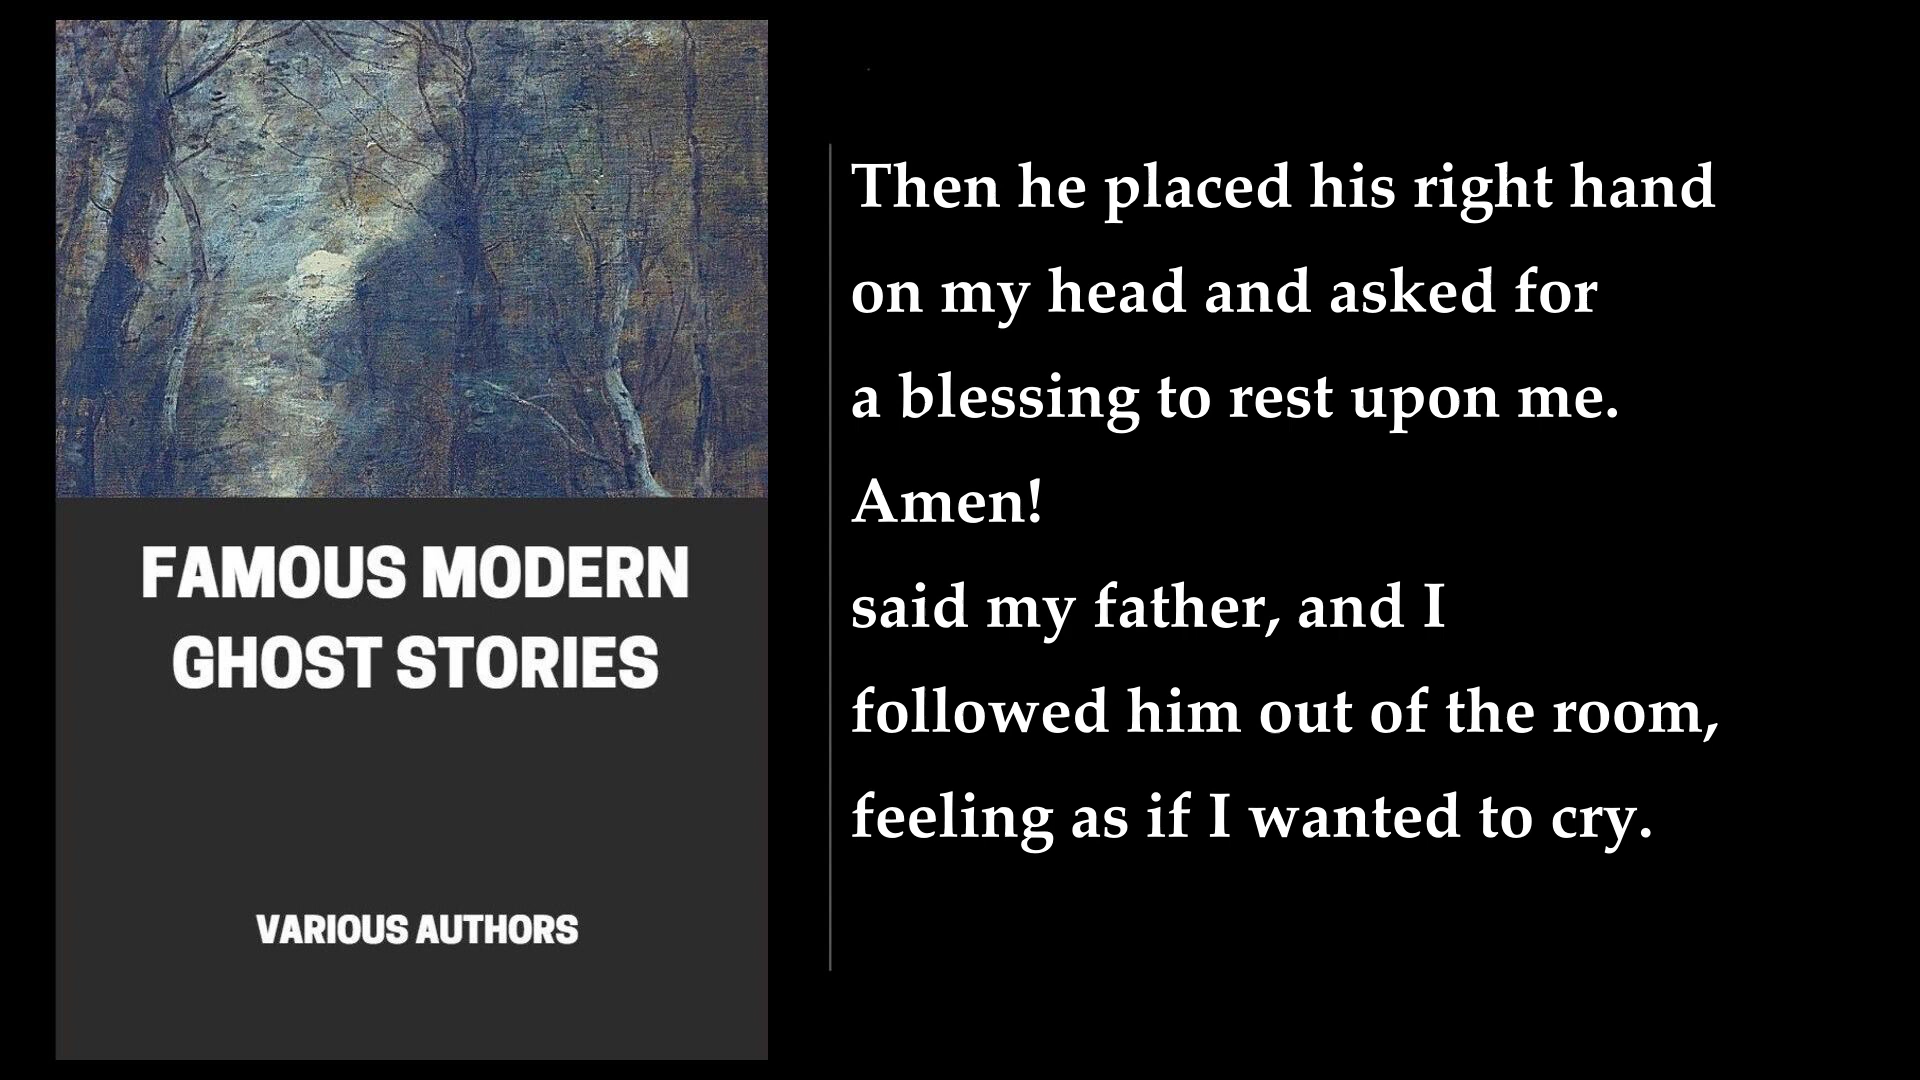 FAMOUS MODERN
GHOST STORIES
VARIOUS AUTHORS
Then he placed his right hand
on my head and asked for
a blessing to rest upon me.
Amen!
said my father, and I
followed him out of the room,
feeling as if I wanted to cry.